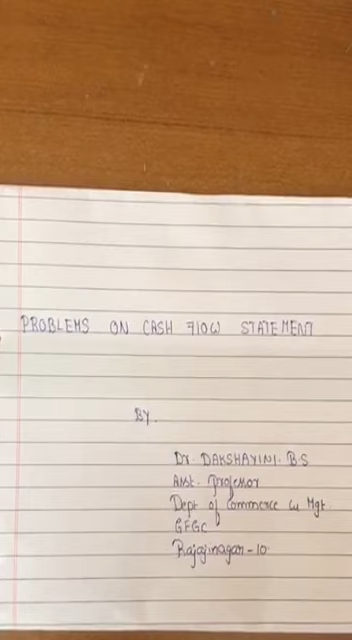 PROBLEMS ON CASH FLOW STATEMENT
BY.
Dr. DAKSHAYINI. B.S
Asst. Professor
Dept of Commerce & Mgt.
GFGC
Rajajinagar - 10.